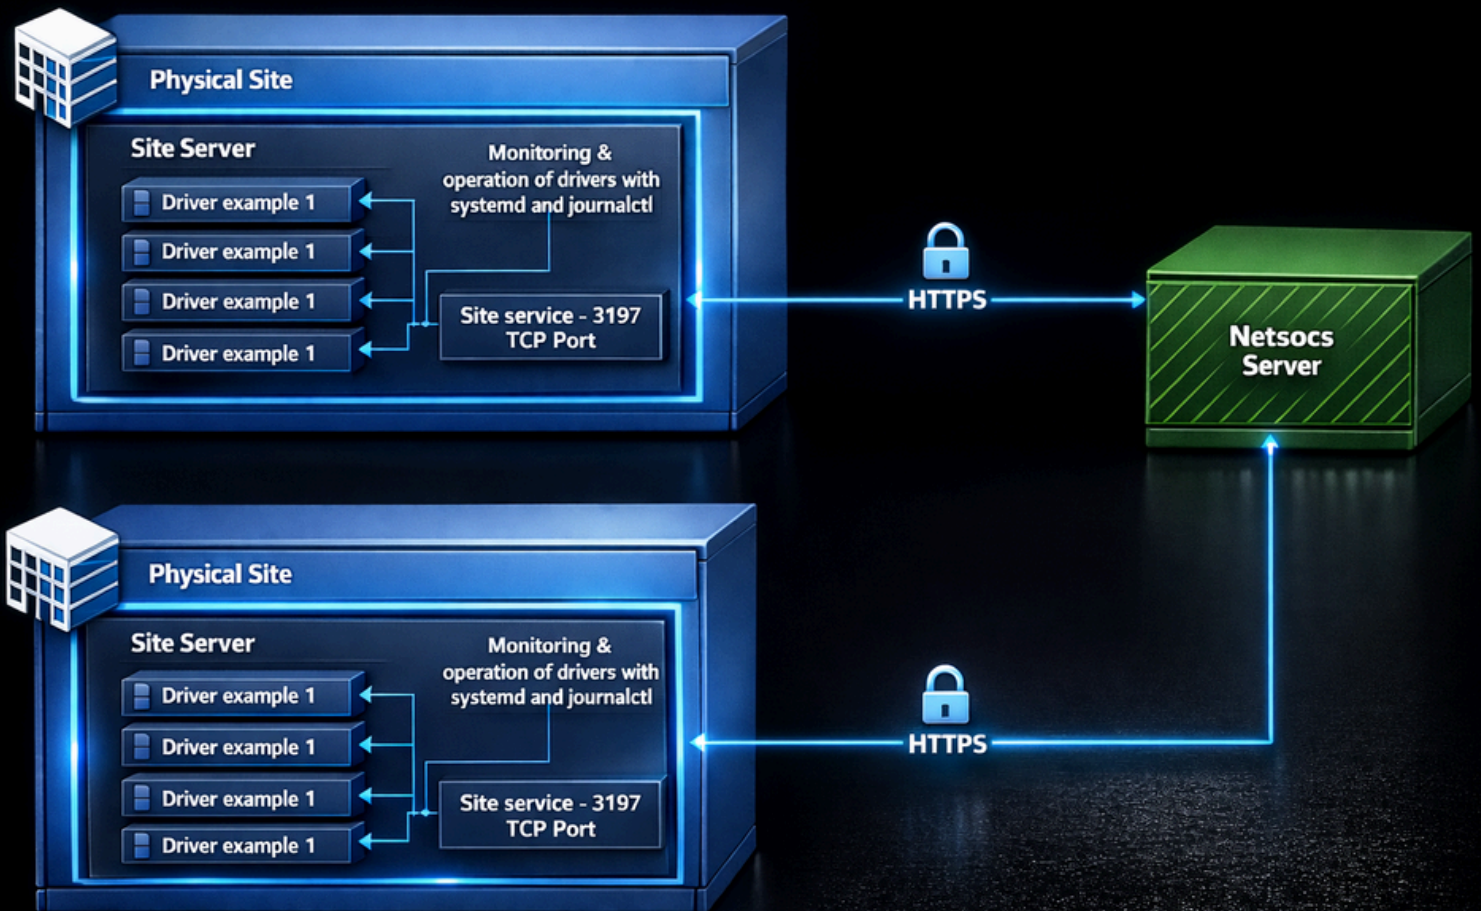 Physical Site
Site Server
Monitoring &
operation of drivers with
systemd and journalctl
Driver example 1
Driver example 1
Driver example 1
Driver example 1
Site service - 3197
TCP Port
HTTPS
Netsocs
Server
Physical Site
Site Server
Monitoring &
operation of drivers with
systemd and journalctl
Driver example 1
Driver example 1
Driver example 1
Driver example 1
Site service - 3197
TCP Port
HTTPS